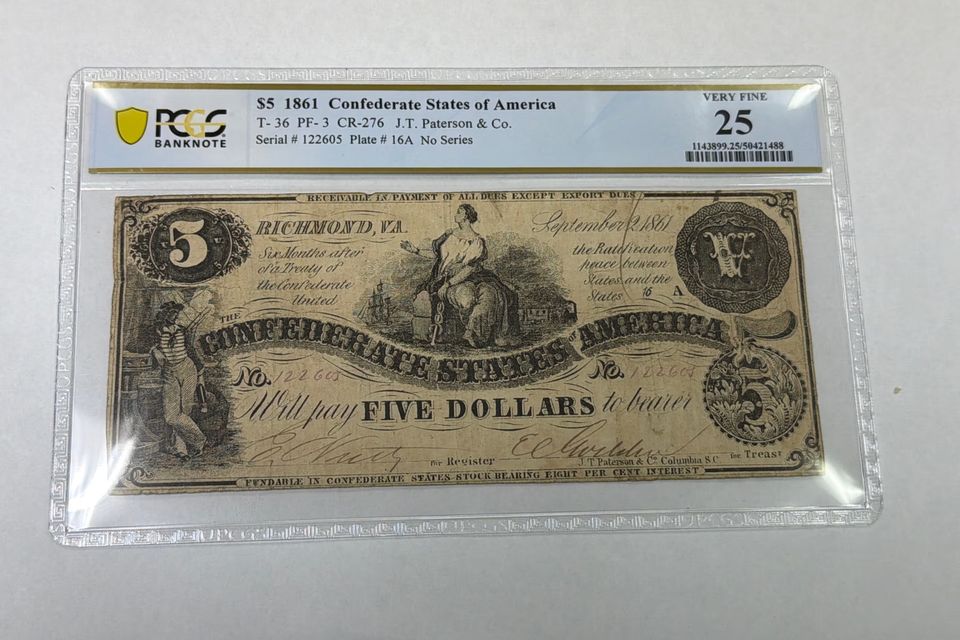 PCGS
BANKNOTE
$5 1861 Confederate States of America
T- 36 PF- 3 CR-276 J.T. Paterson & Co.
Serial # 122605 Plate # 16A No Series
VERY FINE
25
1143899.25/50421488
RECEIVABLE IN PAYMENT OF ALL DUES EXCEPT EXPORT DUES
5
RICHMOND, VA.
September 2, 1861
Six Months after
of a Treaty of
the Confederate
United
the Ratification
peace between
States and the
States 16 A
THE
CONFEDERATE STATES OF AMERICA
No. 122605
No. 122605
Will pay FIVE DOLLARS to bearer
5
for Register
J.T Paterson & C. Columbia S.C
for Treasr
FUNDABLE IN CONFEDERATE STATES STOCK BEARING EIGHT PER CENT INTEREST